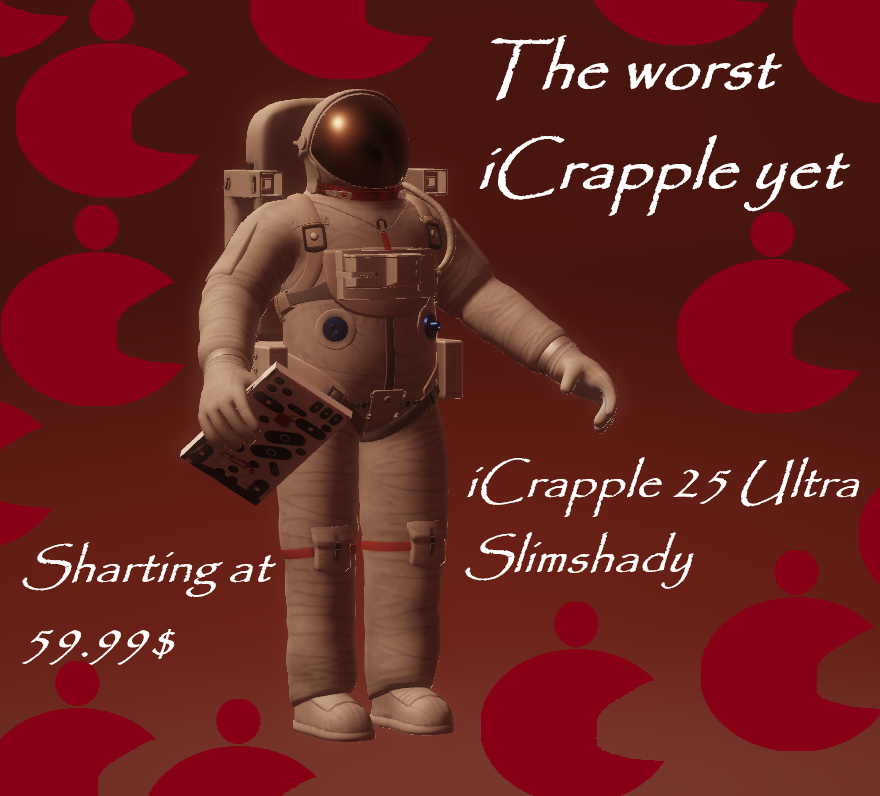 The worst
iCrapple yet
iCrapple 25 Ultra
Slimshady
Sharting at
59.99$